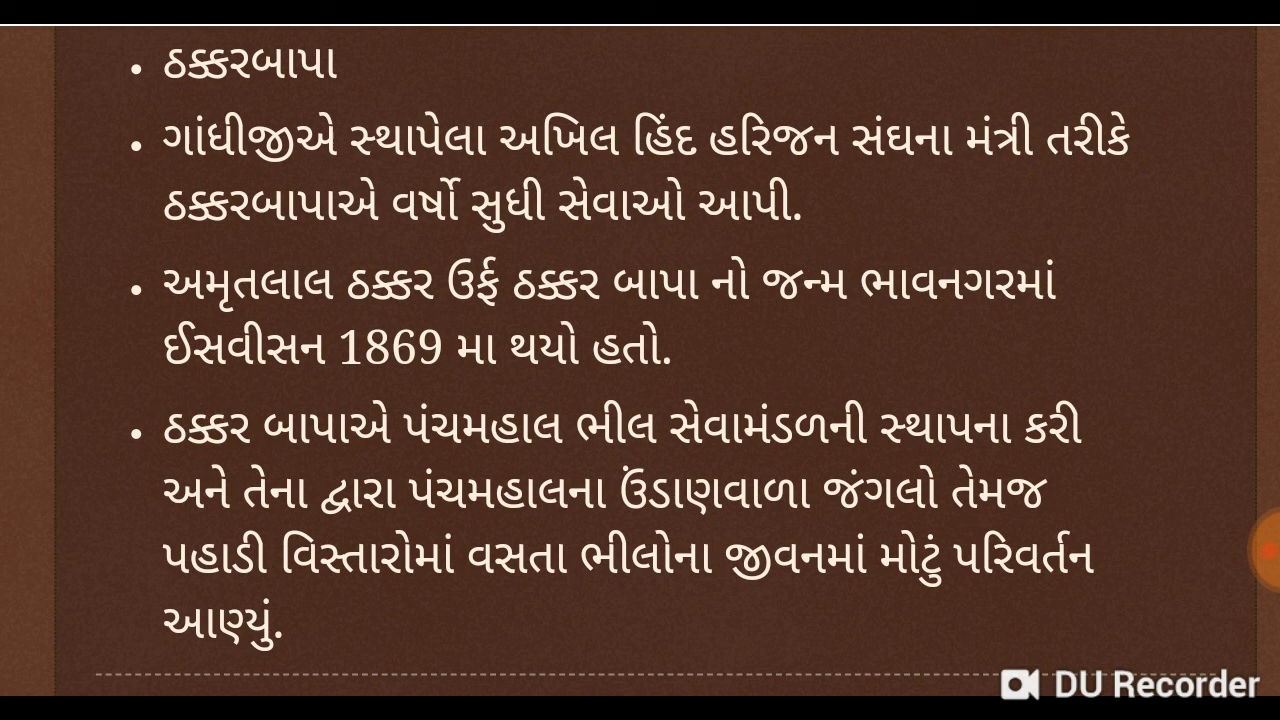 • ઠક્કરબાપા
• ગાંધીજીએ સ્થાપેલા અખિલ હિંદ હરિજન સંઘના મંત્રી તરીકે
ઠક્કરબાપાએ વર્ષો સુધી સેવાઓ આપી.
• અમૃતલાલ ઠક્કર ઉર્ફ ઠક્કર બાપા નો જન્મ ભાવનગરમાં
ઈસવીસન 1869 મા થયો હતો.
• ઠક્કર બાપાએ પંચમહાલ ભીલ સેવામંડળની સ્થાપના કરી
અને તેના દ્વારા પંચમહાલના ઉંડાણવાળા જંગલો તેમજ
પહાડી વિસ્તારોમાં વસતા ભીલોના જીવનમાં મોટું પરિવર્તન
આણ્યું.
DU Recorder